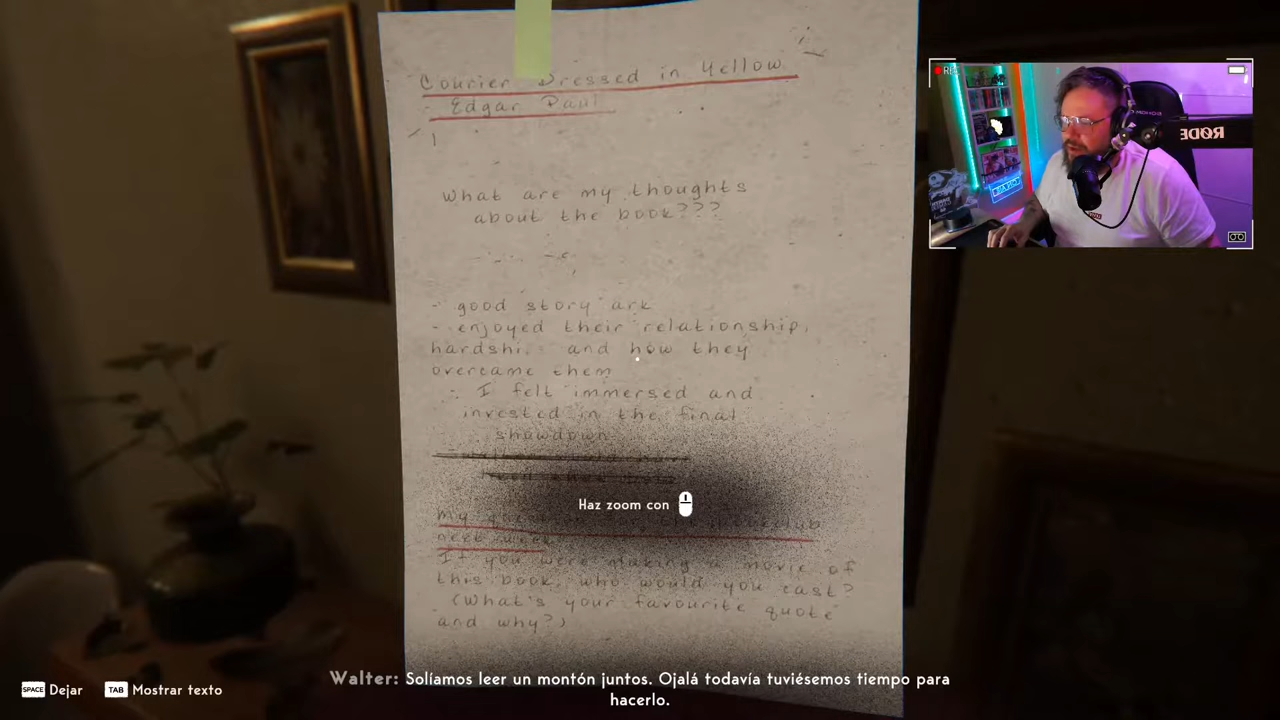 Courier Dressed in Yellow
- Edgar Paul
What are my thoughts
about the book???
- good story ark
- enjoyed their relationship,
and how they
overcame them
I felt immersed and
invested in the final
showdown
Haz zoom con
next week
If you were making a movie of
this book, who would you cast?
(What's your favourite quote
and why?)
Walter: Solíamos leer un montón juntos. Ojalá todavía tuviésemos tiempo para
hacerlo.
SPACE Dejar TAB Mostrar texto
RØDE